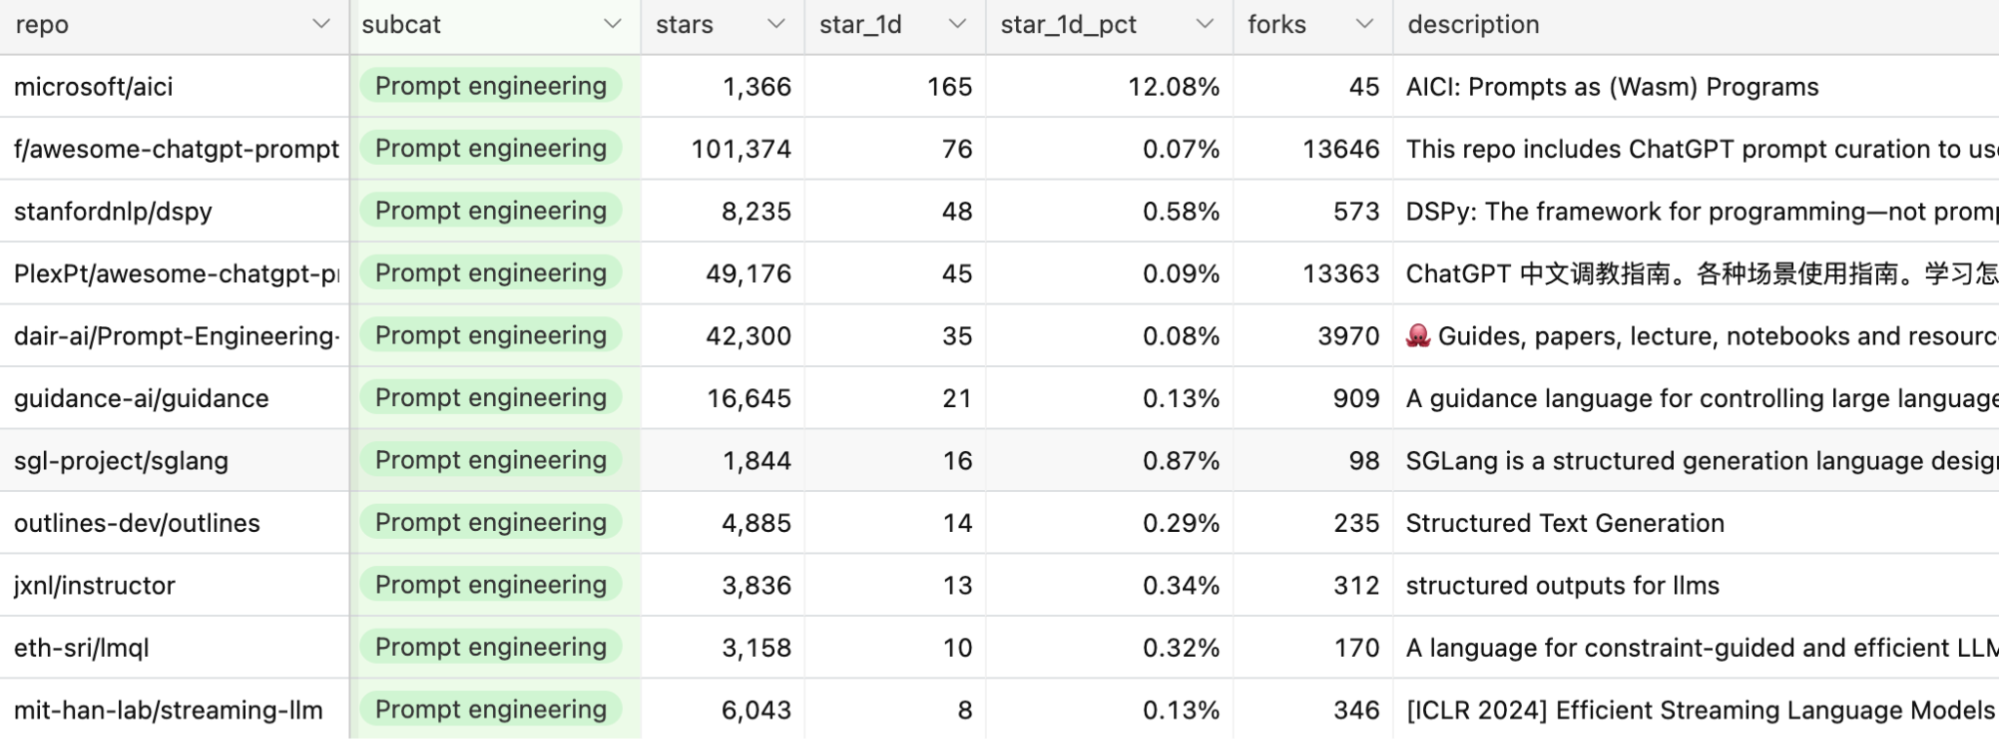 repo subcat stars star_1d star_1d_pct forks description
microsoft/aici Prompt engineering 1,366 165 12.08% 45 AICI: Prompts as (Wasm) Programs
f/awesome-chatgpt-prompt Prompt engineering 101,374 76 0.07% 13646 This repo includes ChatGPT prompt curation to use
stanfordnlp/dspy Prompt engineering 8,235 48 0.58% 573 DSPy: The framework for programming—not promp
PlexPt/awesome-chatgpt-pr Prompt engineering 49,176 45 0.09% 13363 ChatGPT 中文调教指南。各种场景使用指南。学习怎
dair-ai/Prompt-Engineering- Prompt engineering 42,300 35 0.08% 3970 🐙 Guides, papers, lecture, notebooks and resourc
guidance-ai/guidance Prompt engineering 16,645 21 0.13% 909 A guidance language for controlling large language
sgl-project/sglang Prompt engineering 1,844 16 0.87% 98 SGLang is a structured generation language design
outlines-dev/outlines Prompt engineering 4,885 14 0.29% 235 Structured Text Generation
jxnl/instructor Prompt engineering 3,836 13 0.34% 312 structured outputs for llms
eth-sri/lmql Prompt engineering 3,158 10 0.32% 170 A language for constraint-guided and efficient LLM
mit-han-lab/streaming-llm Prompt engineering 6,043 8 0.13% 346 [ICLR 2024] Efficient Streaming Language Models